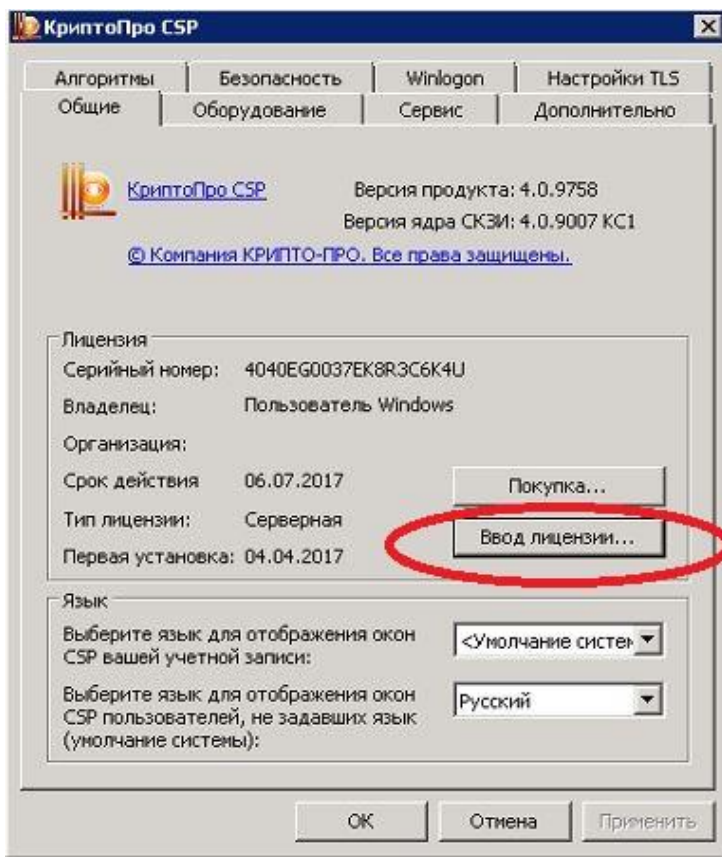 КриптоПро CSP
Алгоритмы Безопасность Winlogon Настройки TLS
Общие Оборудование Сервис Дополнительно
КриптоПро CSP Версия продукта: 4.0.9758
Версия ядра СКЗИ: 4.0.9007 КС1
© Компания КРИПТО-ПРО. Все права защищены.
Лицензия
Серийный номер: 4040EG0037EK8R3C6K4U
Владелец: Пользователь Windows
Организация:
Срок действия 06.07.2017
Покупка...
Тип лицензии: Серверная
Ввод лицензии...
Первая установка: 04.04.2017
Язык
Выберите язык для отображения окон
CSP вашей учетной записи:
<Умолчание систем
Выберите язык для отображения окон
CSP пользователей, не задавших язык
(умолчание системы):
Русский
ОК Отмена Применить